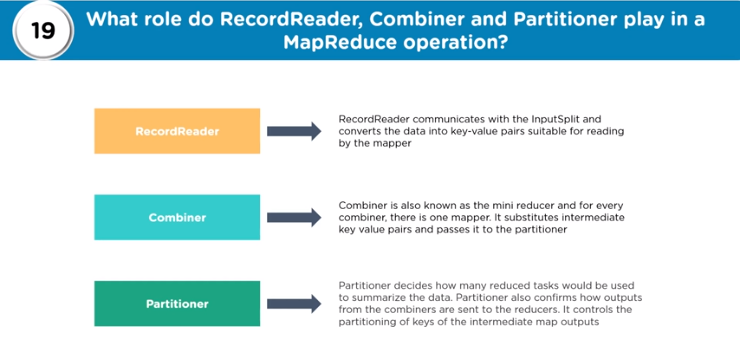 19
What role do RecordReader, Combiner and Partitioner play in a
MapReduce operation?
RecordReader
RecordReader communicates with the InputSplit and
converts the data into key-value pairs suitable for reading
by the mapper
Combiner
Combiner is also known as the mini reducer and for every
combiner, there is one mapper. It substitutes intermediate
key value pairs and passes it to the partitioner
Partitioner
Partitioner decides how many reduced tasks would be used
to summarize the data. Partitioner also confirms how outputs
from the combiners are sent to the reducers. It controls the
partitioning of keys of the intermediate map outputs